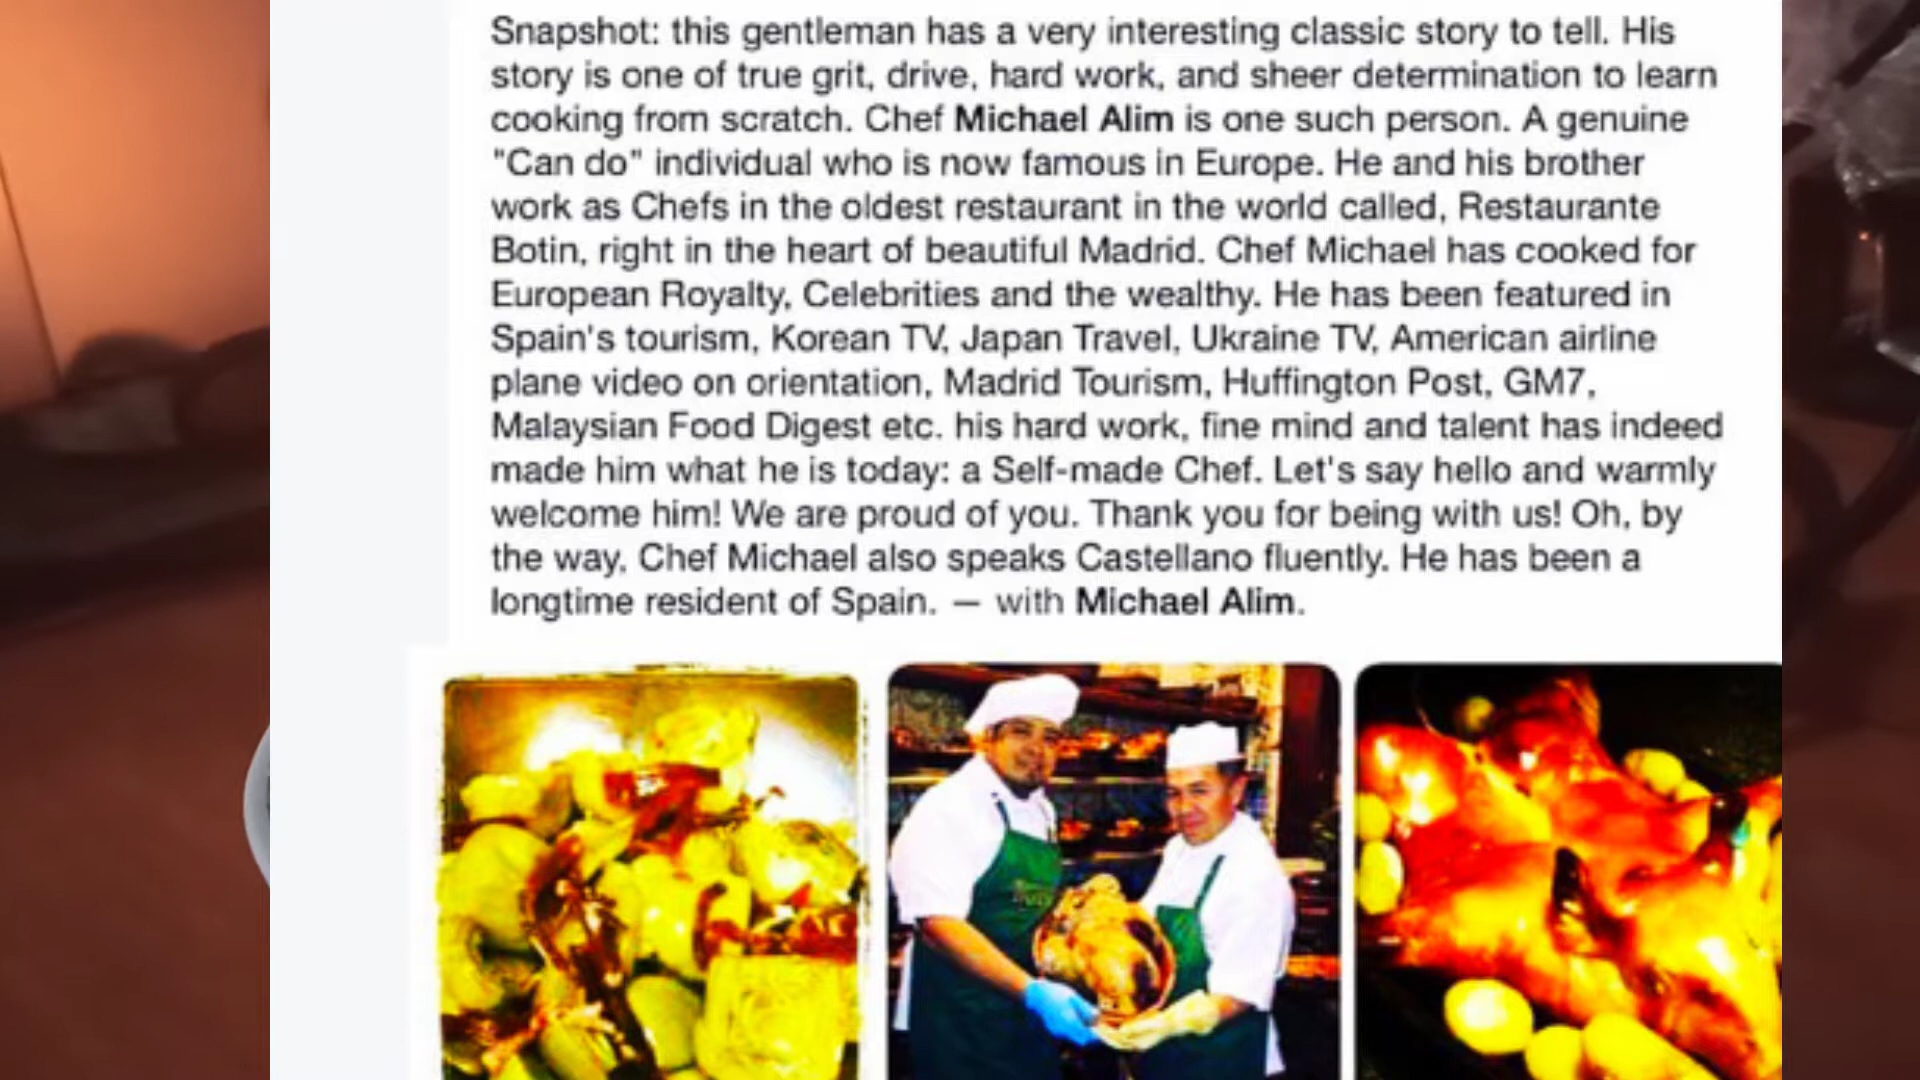 Snapshot: this gentleman has a very interesting classic story to tell. His
story is one of true grit, drive, hard work, and sheer determination to learn
cooking from scratch. Chef Michael Alim is one such person. A genuine
"Can do" individual who is now famous in Europe. He and his brother
work as Chefs in the oldest restaurant in the world called, Restaurante
Botin, right in the heart of beautiful Madrid. Chef Michael has cooked for
European Royalty, Celebrities and the wealthy. He has been featured in
Spain's tourism, Korean TV, Japan Travel, Ukraine TV, American airline
plane video on orientation, Madrid Tourism, Huffington Post, GM7,
Malaysian Food Digest etc. his hard work, fine mind and talent has indeed
made him what he is today: a Self-made Chef. Let's say hello and warmly
welcome him! We are proud of you. Thank you for being with us! Oh, by
the way, Chef Michael also speaks Castellano fluently. He has been a
longtime resident of Spain. — with Michael Alim.